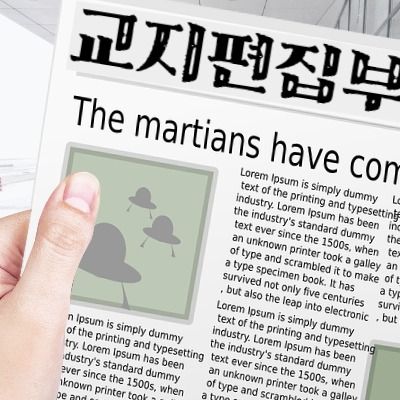 교지편집부
The martians have com
Ipsum is simply dummy
of the printing and typesetting
try. Lorem Ipsum has been
dustry's standard dummy
ever since the 1500s, when
known printer took a galley
type and scrambled
Lorem Ipsum is simply dummy
text of the printing and typesetting
industry. Lorem Ipsum has been
the industry's standard dummy
text ever since the 1500s, when
an unknown printer took a galley
of type and scrambled it to make
a type specimen book. It has
survived not only five centuries
, but also the leap into electronic
Lorem Ipsum is simply dummy
text of the printing and typesetting
industry. Lorem Ipsum has been
the industry's standard dummy
text ever since the 1500s, when
an unknown printer took a galley
of type and scrambled